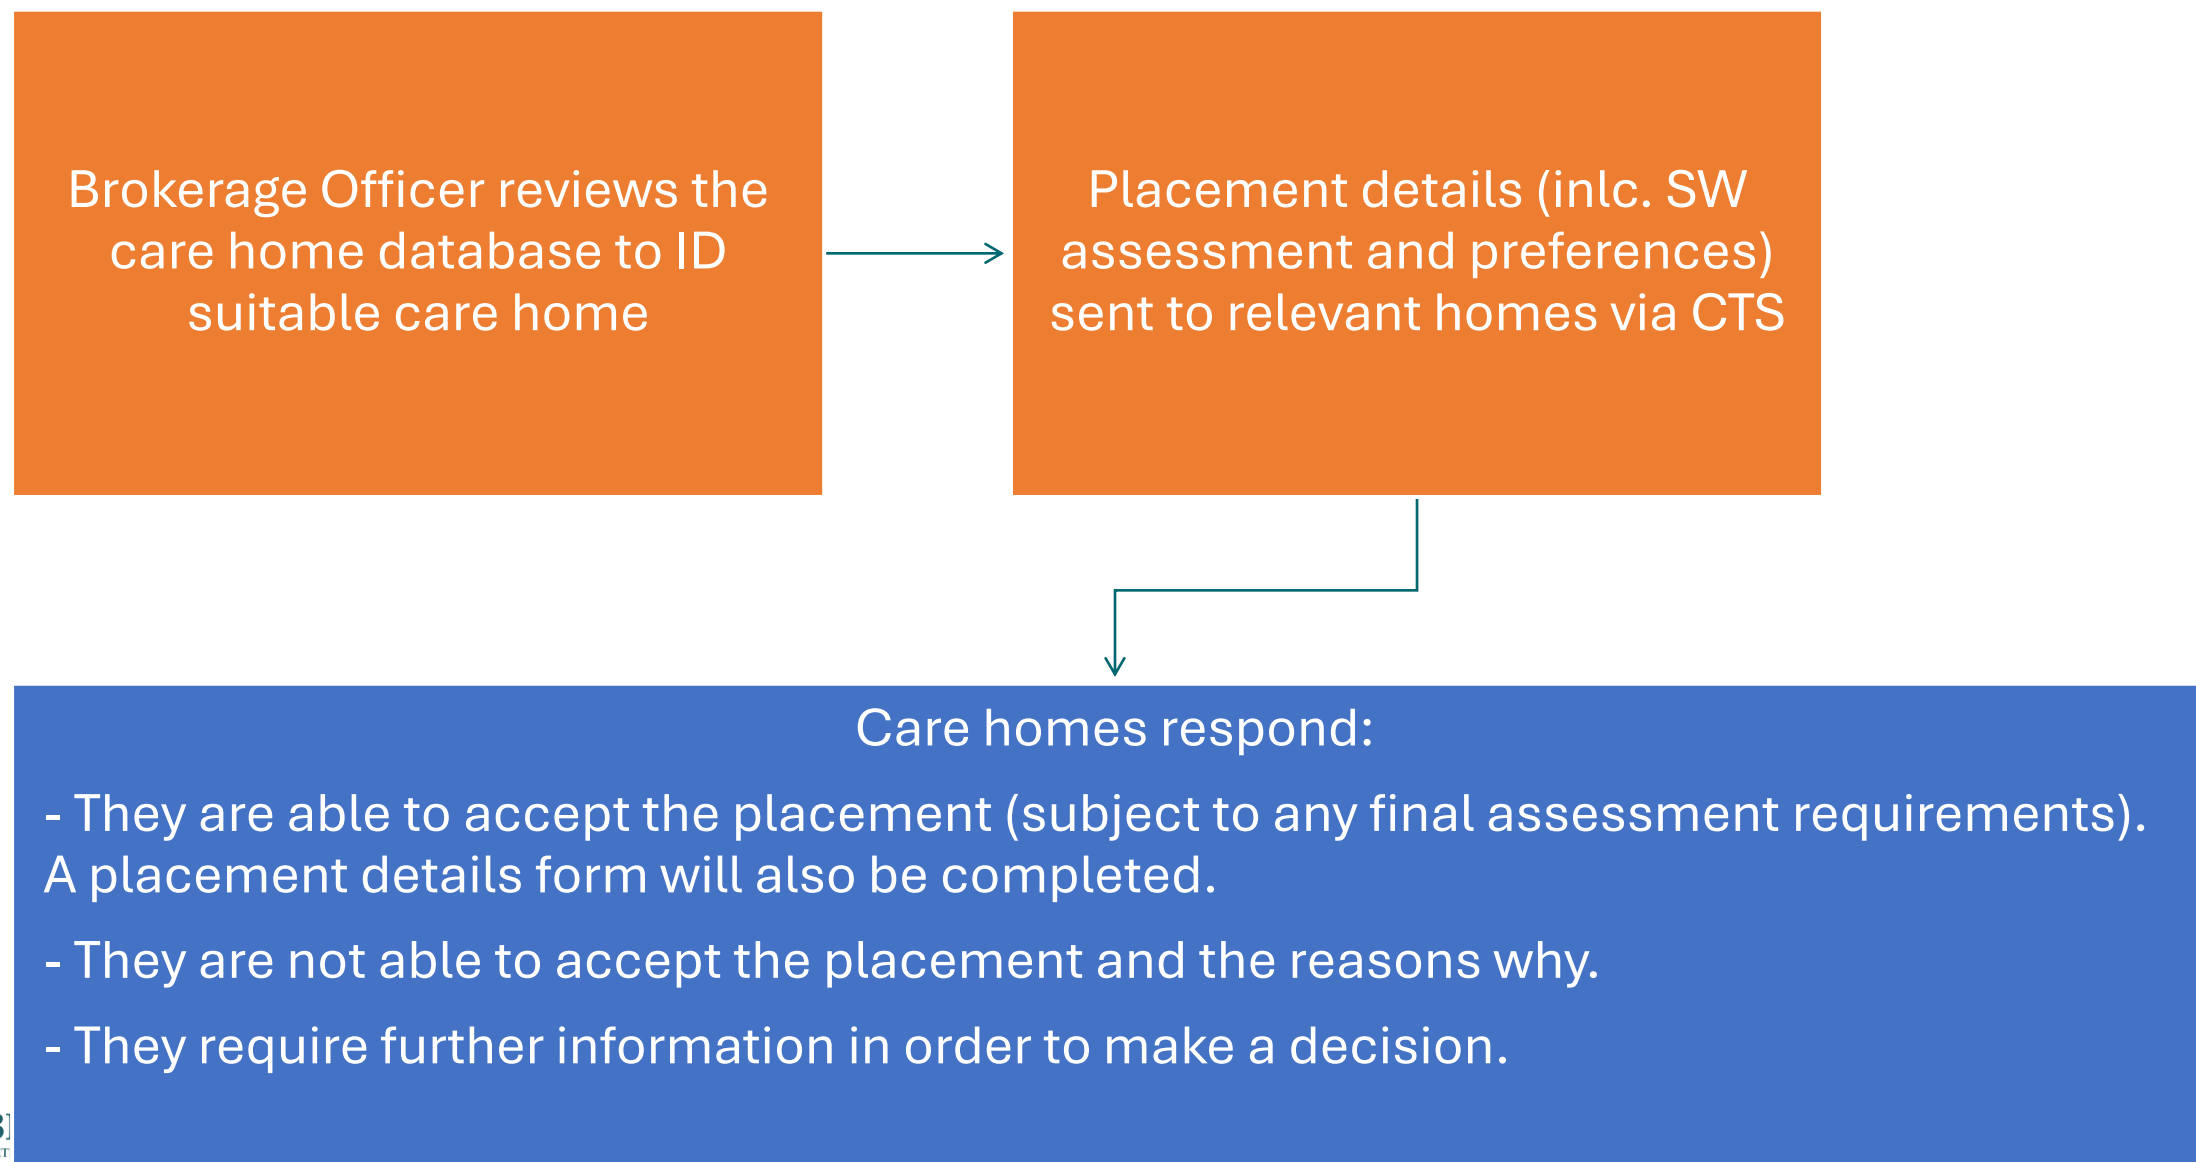 Brokerage Officer reviews the
care home database to ID
suitable care home
Placement details (inlc. SW
assessment and preferences)
sent to relevant homes via CTS
Care homes respond:
- They are able to accept the placement (subject to any final assessment requirements).
A placement details form will also be completed.
- They are not able to accept the placement and the reasons why.
- They require further information in order to make a decision.